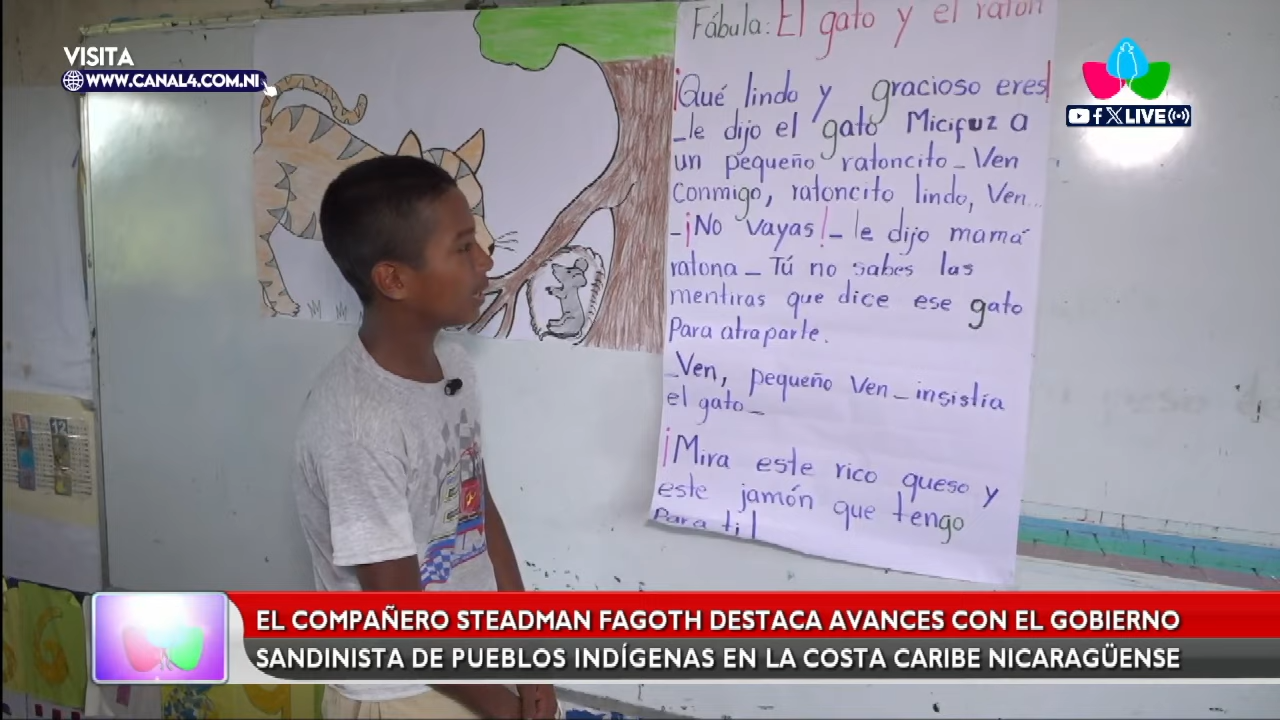 VISITA
WWW.CANAL4.COM.NI
LIVE
Fábula: El gato y el raton
¡Qué lindo y gracioso eres!
_le dijo el gato Micifuz a
un pequeño ratoncito_ Ven
conmigo, ratoncito lindo, Ven...
_¡No vayas!_ le dijo mamá
ratona_ Tú no sabes las
mentiras que dice ese gato
Para atraparte.
_Ven, pequeño Ven_ insistía
el gato_
¡Mira este rico queso y
este jamón que tengo
Para ti!
11 12
EL COMPAÑERO STEADMAN FAGOTH DESTACA AVANCES CON EL GOBIERNO
SANDINISTA DE PUEBLOS INDÍGENAS EN LA COSTA CARIBE NICARAGÜENSE